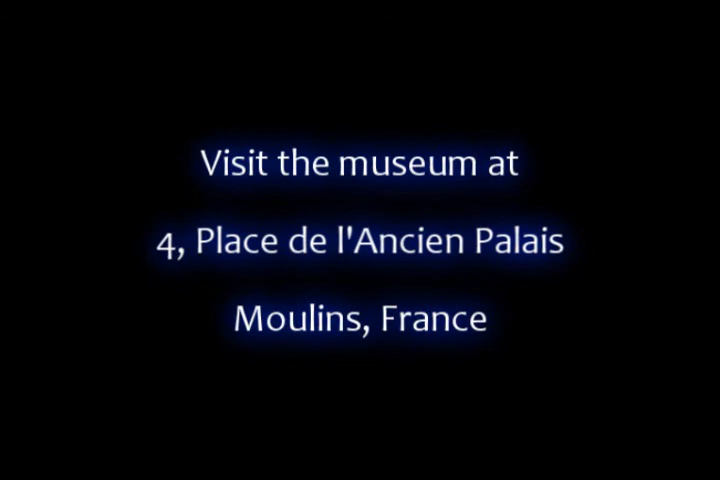 Visit the museum at
4, Place de l'Ancien Palais
Moulins, France